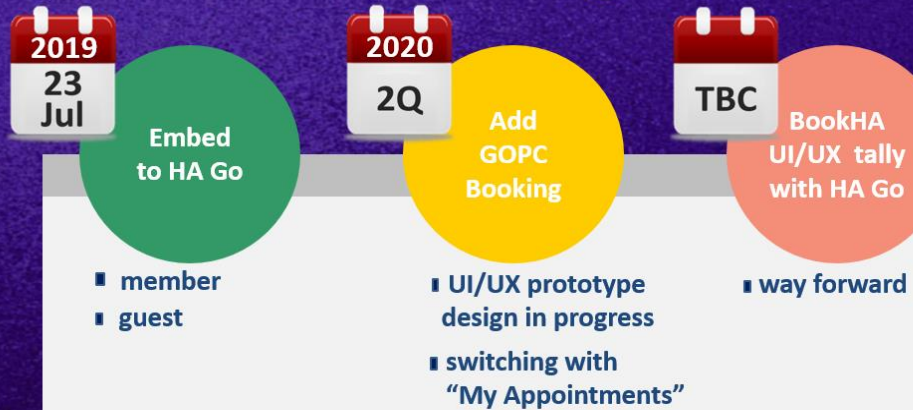 2019
23
Jul
Embed
to HA Go
member
guest
2020
2Q
Add
GOPC
Booking
UI/UX prototype
design in progress
switching with
“My Appointments”
TBC
BookHA
UI/UX tally
with HA Go
way forward